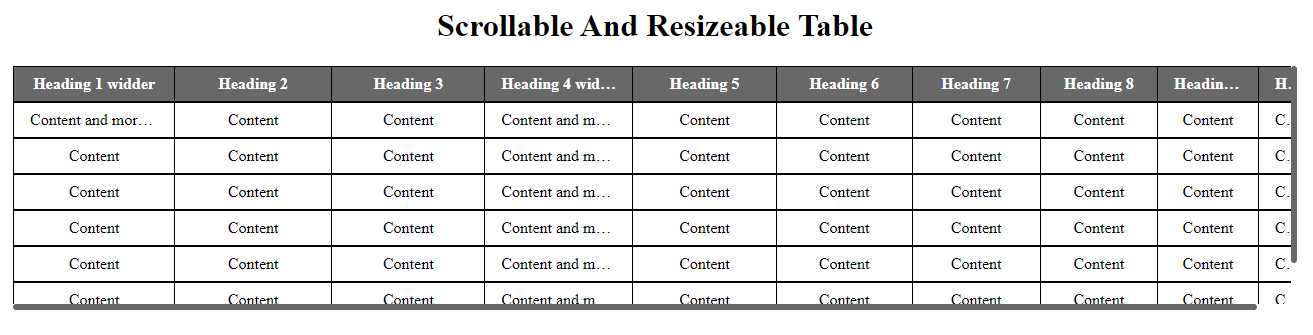 Scrollable And Resizeable Table
Heading 1 widder Heading 2 Heading 3 Heading 4 wid... Heading 5 Heading 6 Heading 7 Heading 8 Headin... H.
Content and mor... Content Content Content and m... Content Content Content Content Content C.
Content Content Content Content and m... Content Content Content Content Content C.
Content Content Content Content and m... Content Content Content Content Content C.
Content Content Content Content and m... Content Content Content Content Content C.
Content Content Content Content and m... Content Content Content Content Content C.
Content Content Content Content and m Content Content Content Content Content C